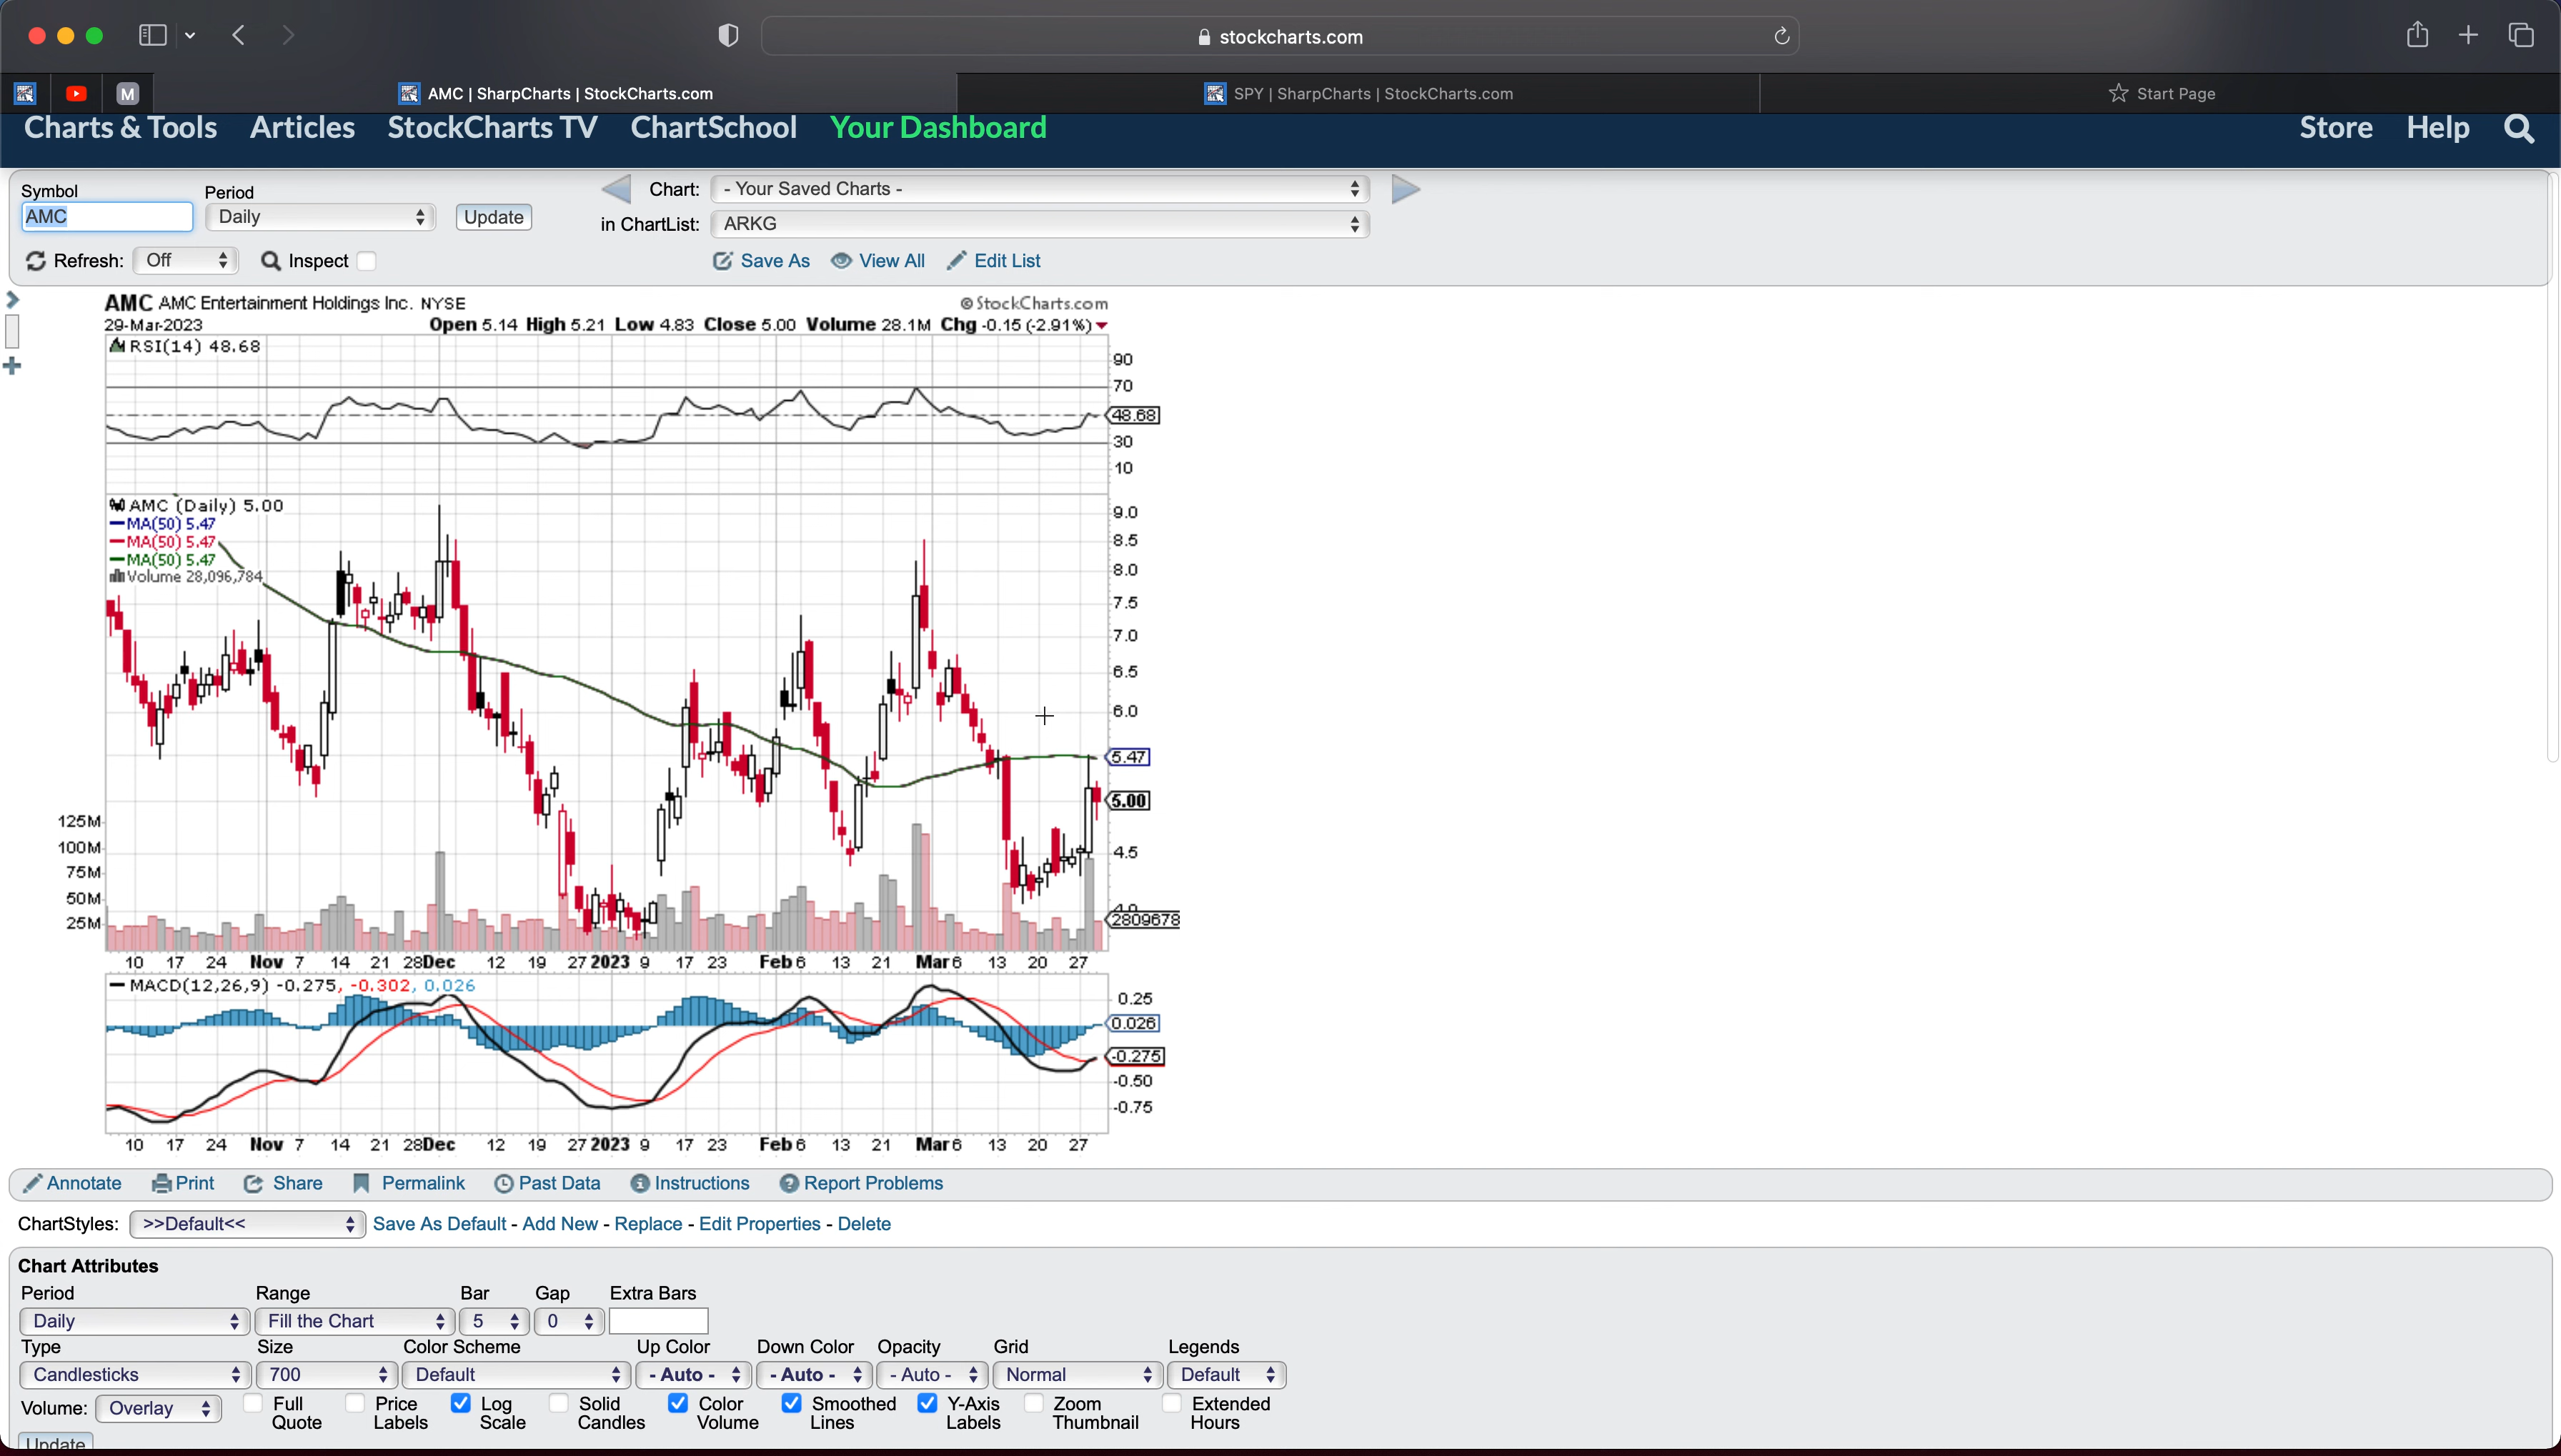 stockcharts.com
M
AMC | SharpCharts | StockCharts.com
SPY | SharpCharts | StockCharts.com
Start Page
Charts & Tools Articles StockCharts TV ChartSchool Your Dashboard Store Help
Symbol Period Chart: - Your Saved Charts -
AMC Daily Update in ChartList: ARKG
Refresh: Off Inspect Save As View All Edit List
AMC AMC Entertainment Holdings Inc. NYSE © StockCharts.com
29-Mar-2023 Open 5.14 High 5.21 Low 4.83 Close 5.00 Volume 28.1M Chg -0.15 (-2.91%)
RSI(14) 48.68
90
70
48.68
30
10
AMC (Daily) 5.00
MA(50) 5.47
MA(50) 5.47
MA(50) 5.47
Volume 28,096,784
9.0
8.5
8.0
7.5
7.0
6.5
6.0
5.47
5.00
4.5
4.0
2809678
125M
100M
75M
50M
25M
10 17 24 Nov 7 14 21 28 Dec 12 19 27 2023 9 17 23 Feb 6 13 21 Mar 6 13 20 27
MACD(12,26,9) -0.275, -0.302, 0.026
0.25
0.026
-0.275
-0.50
-0.75
10 17 24 Nov 7 14 21 28 Dec 12 19 27 2023 9 17 23 Feb 6 13 21 Mar 6 13 20 27
Annotate Print Share Permalink Past Data Instructions Report Problems
ChartStyles: >>Default<< Save As Default - Add New - Replace - Edit Properties - Delete
Chart Attributes
Period Range Bar Gap Extra Bars
Daily Fill the Chart 5 0
Type Size Color Scheme Up Color Down Color Opacity Grid Legends
Candlesticks 700 Default - Auto - - Auto - - Auto - Normal Default
Volume: Overlay Full Quote Price Labels Log Scale Solid Candles Color Volume Smoothed Lines Y-Axis Labels Zoom Thumbnail Extended Hours
Update